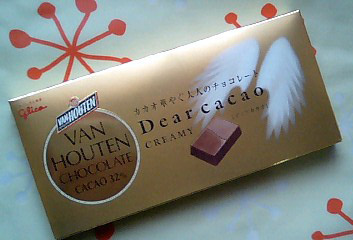 Glico
VAN HOUTEN
VAN
HOUTEN
CHOCOLATE
CACAO 32%
カカオ華やぐ大人のチョコレート
Dear cacao
CREAMY